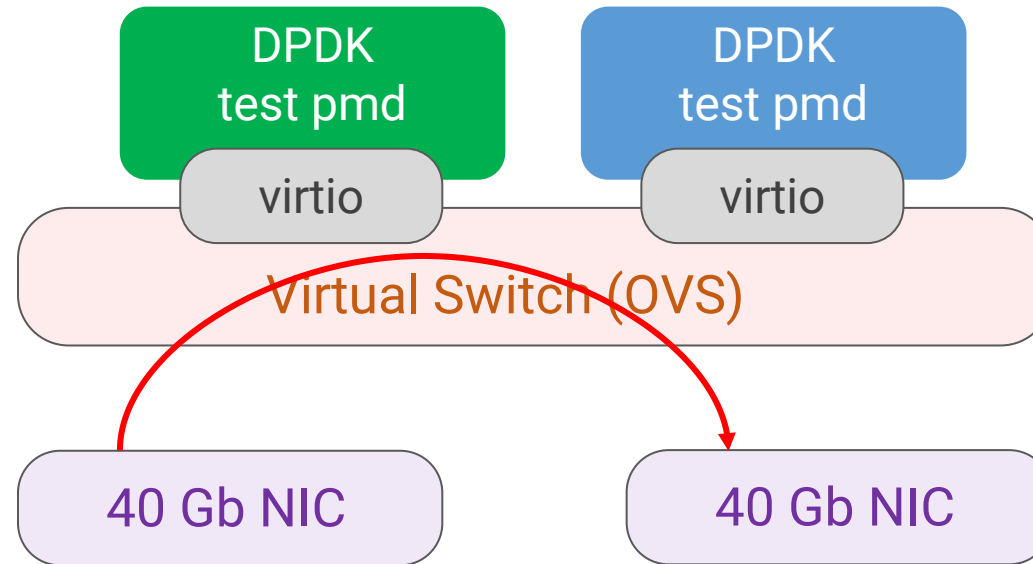 DPDK
test pmd
DPDK
test pmd
virtio
virtio
Virtual Switch (OVS)
40 Gb NIC
40 Gb NIC